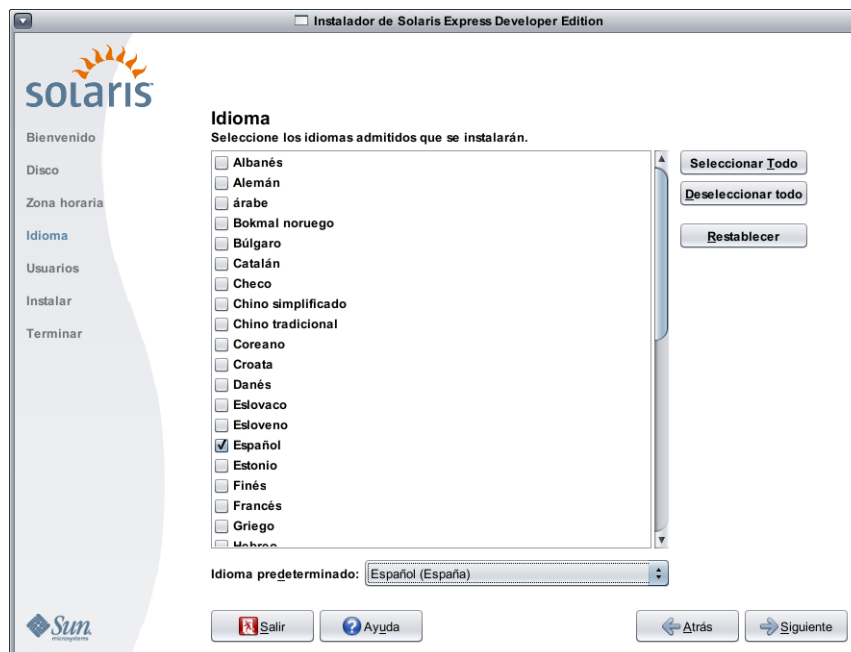 Instalador de Solaris Express Developer Edition
solaris
Bienvenido
Disco
Zona horaria
Idioma
Usuarios
Instalar
Terminar
Sun
microsystems
Idioma
Seleccione los idiomas admitidos que se instalarán.
Albanés
Alemán
árabe
Bokmal noruego
Búlgaro
Catalán
Checo
Chino simplificado
Chino tradicional
Coreano
Croata
Danés
Eslovaco
Esloveno
Español
Estonio
Finés
Francés
Griego
Hebreo
Seleccionar Todo
Deseleccionar todo
Restablecer
Idioma predeterminado: Español (España)
Salir
Ayuda
Atrás
Siguiente